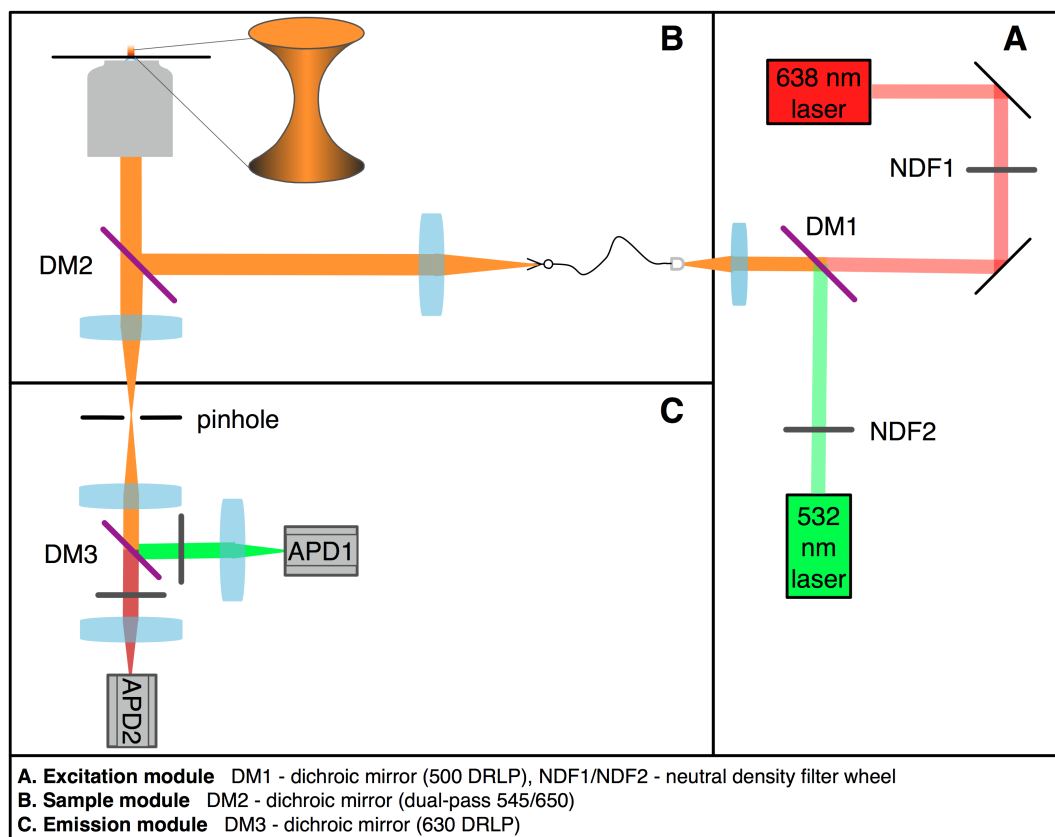 B
A
638 nm
laser
NDF1
DM1
DM2
NDF2
C
pinhole
532
nm
laser
DM3
APD1
APD2
A. Excitation module DM1 - dichroic mirror (500 DRLP), NDF1/NDF2 - neutral density filter wheel
B. Sample module DM2 - dichroic mirror (dual-pass 545/650)
C. Emission module DM3 - dichroic mirror (630 DRLP)